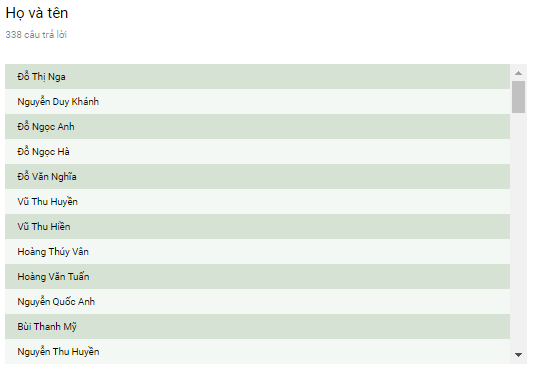 Họ và tên
338 câu trả lời
Đỗ Thị Nga
Nguyễn Duy Khánh
Đỗ Ngọc Anh
Đỗ Ngọc Hà
Đỗ Văn Nghĩa
Vũ Thu Huyền
Vũ Thu Hiền
Hoàng Thúy Vân
Hoàng Văn Tuấn
Nguyễn Quốc Anh
Bùi Thanh Mỹ
Nguyễn Thu Huyền